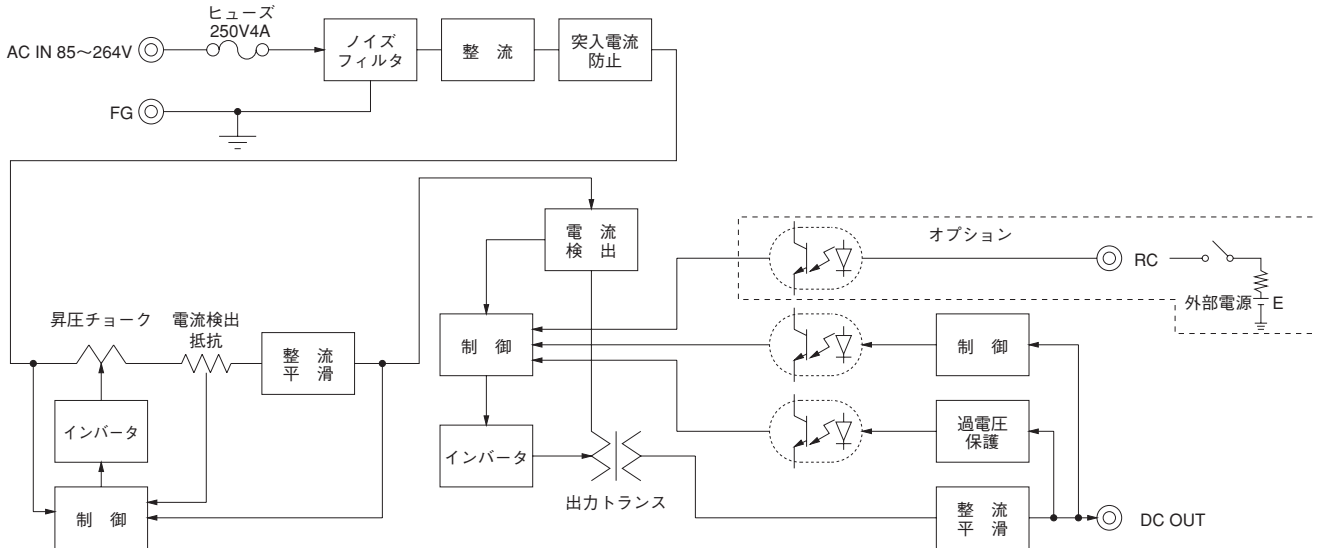 ヒューズ
250V4A
AC IN 85～264V
ノイズ
フィルタ
整 流
突入電流
防止
FG
電 流
検 出
オプション
RC
外部電源
E
昇圧チョーク
電流検出
抵抗
整 流
平 滑
制 御
制 御
インバータ
過電圧
保護
インバータ
出力トランス
制 御
整 流
平 滑
DC OUT